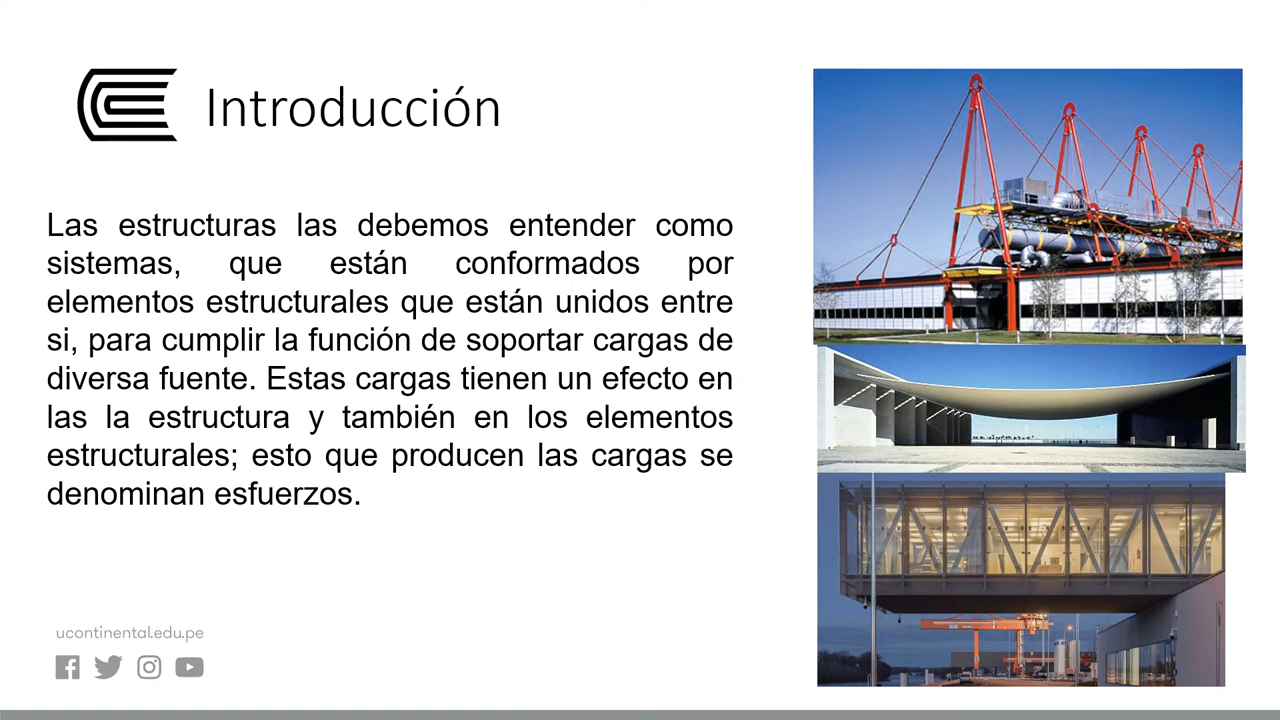 Introducción
Las estructuras las debemos entender como
sistemas, que están conformados por
elementos estructurales que están unidos entre
si, para cumplir la función de soportar cargas de
diversa fuente. Estas cargas tienen un efecto en
las la estructura y también en los elementos
estructurales; esto que producen las cargas se
denominan esfuerzos.
ucontinental.edu.pe